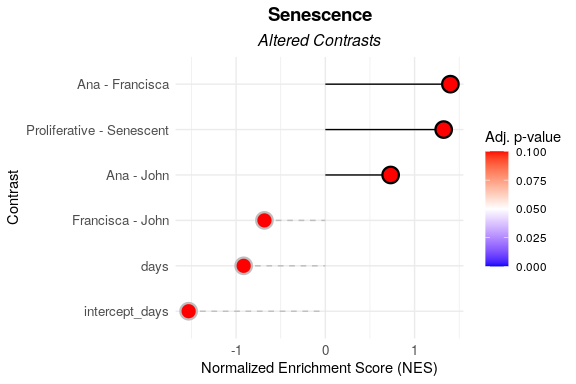 Senescence
Altered Contrasts
Ana - Francisca
Proliferative - Senescent
Ana - John
Francisca - John
days
intercept_days
Contrast
-1 0 1
Normalized Enrichment Score (NES)
Adj. p-value
0.100
0.075
0.050
0.025
0.000